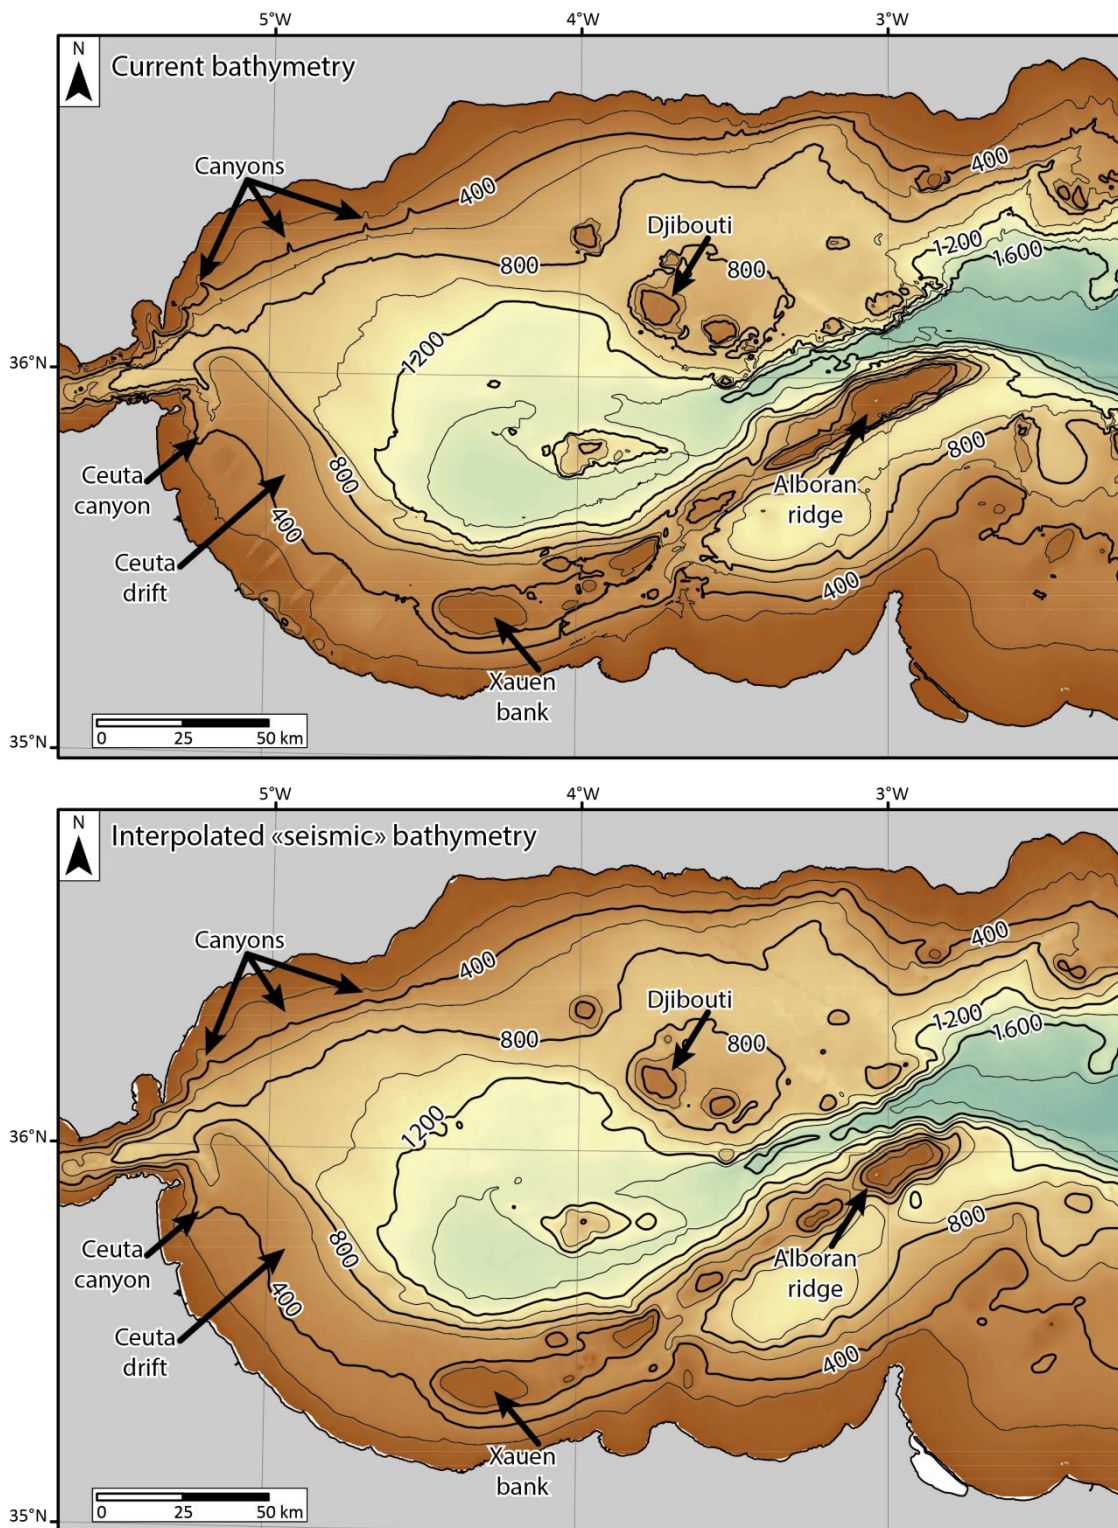 5°W
4°W
3°W
N
Current bathymetry
Canyons
400
400
Djibouti
1200
1600
800
800
1200
36°N
800
800
Ceuta
canyon
Alboran
ridge
400
Ceuta
drift
400
Xauen
bank
0 25 50 km
35°N
5°W
4°W
3°W
N
Interpolated «seismic» bathymetry
Canyons
400
400
Djibouti
1200
1600
800
800
1200
36°N
800
800
Ceuta
canyon
Alboran
ridge
400
Ceuta
drift
400
Xauen
bank
0 25 50 km
35°N